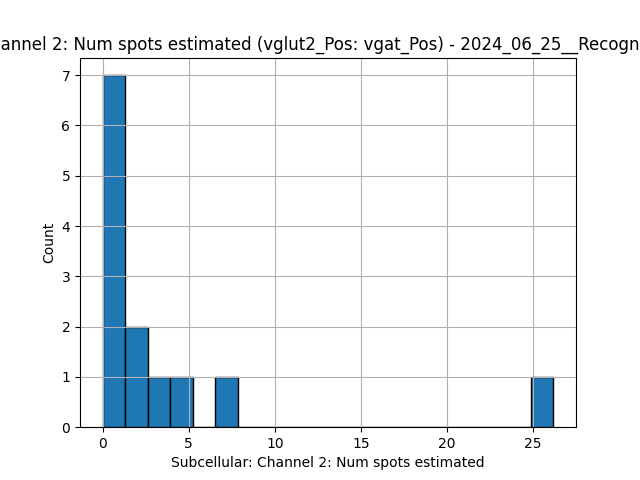 annel 2: Num spots estimated (vglut2_Pos: vgat_Pos) - 2024_06_25__Recogn
7
6
5
4
3
2
1
0
Count
0 5 10 15 20 25
Subcellular: Channel 2: Num spots estimated